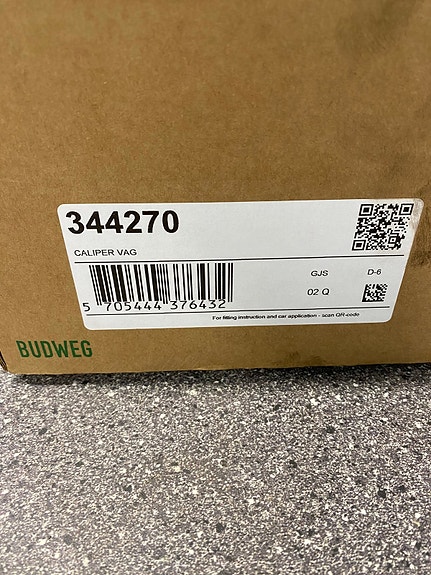 344270
CALIPER VAG
GJS D-6
02 Q
5 705444 376432
For fitting instruction and car application - scan QR-code
BUDWEG